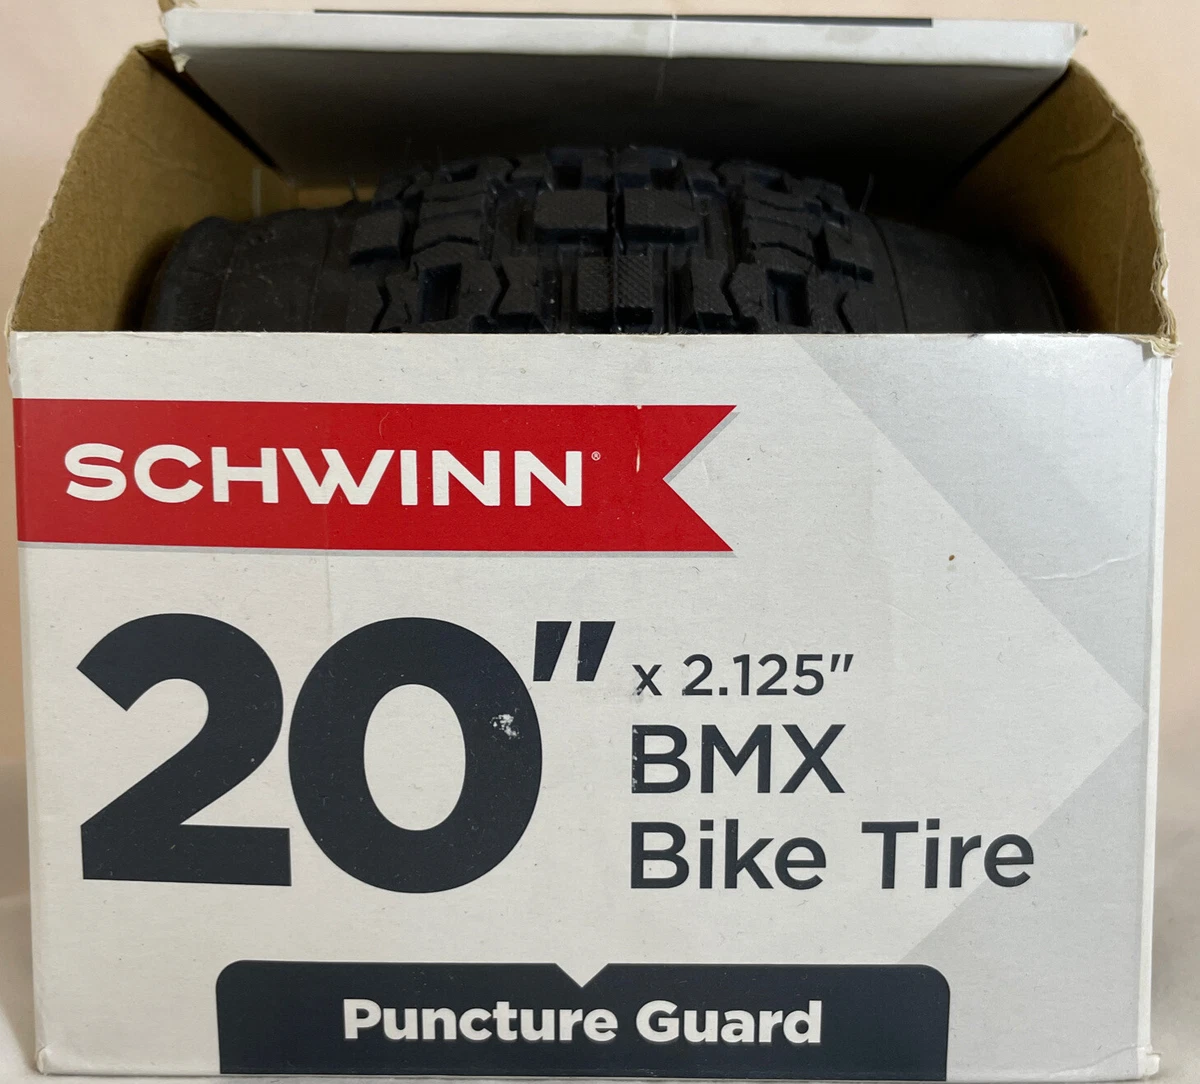 SCHWINN®
20" x 2.125"
BMX
Bike Tire
Puncture Guard